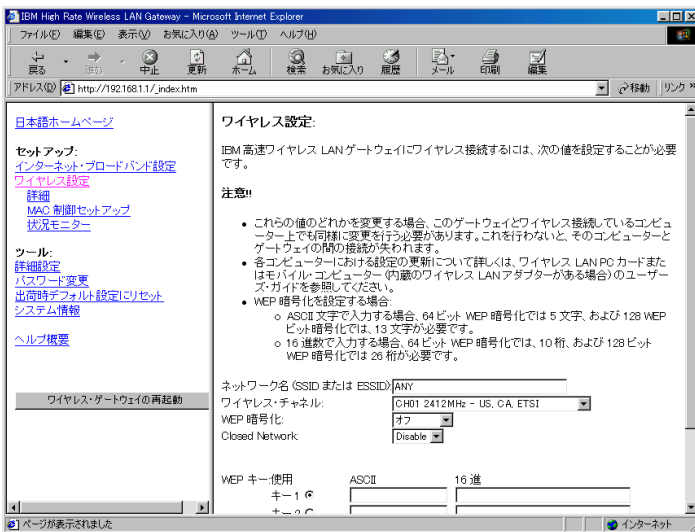 IBM High Rate Wireless LAN Gateway - Microsoft Internet Explorer
ファイル(F) 編集(E) 表示(V) お気に入り(A) ツール(T) ヘルプ(H)
戻る 進む 中止 更新 ホーム 検索 お気に入り 履歴 メール 印刷 編集
アドレス(D) http://192.168.1.1/_index.htm 移動 リンク »
日本語ホームページ
セットアップ:
インターネット・ブロードバンド設定
ワイヤレス設定
詳細
MAC 制御セットアップ
状況モニター
ツール:
詳細設定
パスワード変更
出荷時デフォルト設定にリセット
システム情報
ヘルプ概要
ワイヤレス・ゲートウェイの再起動
ワイヤレス設定:
IBM 高速ワイヤレス LAN ゲートウェイにワイヤレス接続するには、次の値を設定することが必要
です。
注意!!
• これらの値のどれかを変更する場合、このゲートウェイとワイヤレス接続しているコンピュ
ーター上でも同様に変更を行う必要があります。これを行わないと、そのコンピューターと
ゲートウェイの間の接続が失われます。
• 各コンピューターにおける設定の更新について詳しくは、ワイヤレス LAN PC カードまた
はモバイル・コンピューター (内蔵のワイヤレス LAN アダプターがある場合) のユーザー
ズ・ガイドを参照してください。
• WEP 暗号化を設定する場合:
○ ASCII 文字で入力する場合、64 ビット WEP 暗号化では 5 文字、および 128 WEP
ビット暗号化では、13 文字が必要です。
○ 16 進数で入力する場合、64 ビット WEP 暗号化では、10 桁、および 128 ビット
WEP 暗号化では 26 桁が必要です。
ネットワーク名 (SSID または ESSID): ANY
ワイヤレス・チャネル: CH01 2412MHz - US, CA, ETSI
WEP 暗号化: オフ
Closed Network: Disable
WEP キー:使用 ASCII 16 進
キー 1
キー 2
ページが表示されました インターネット